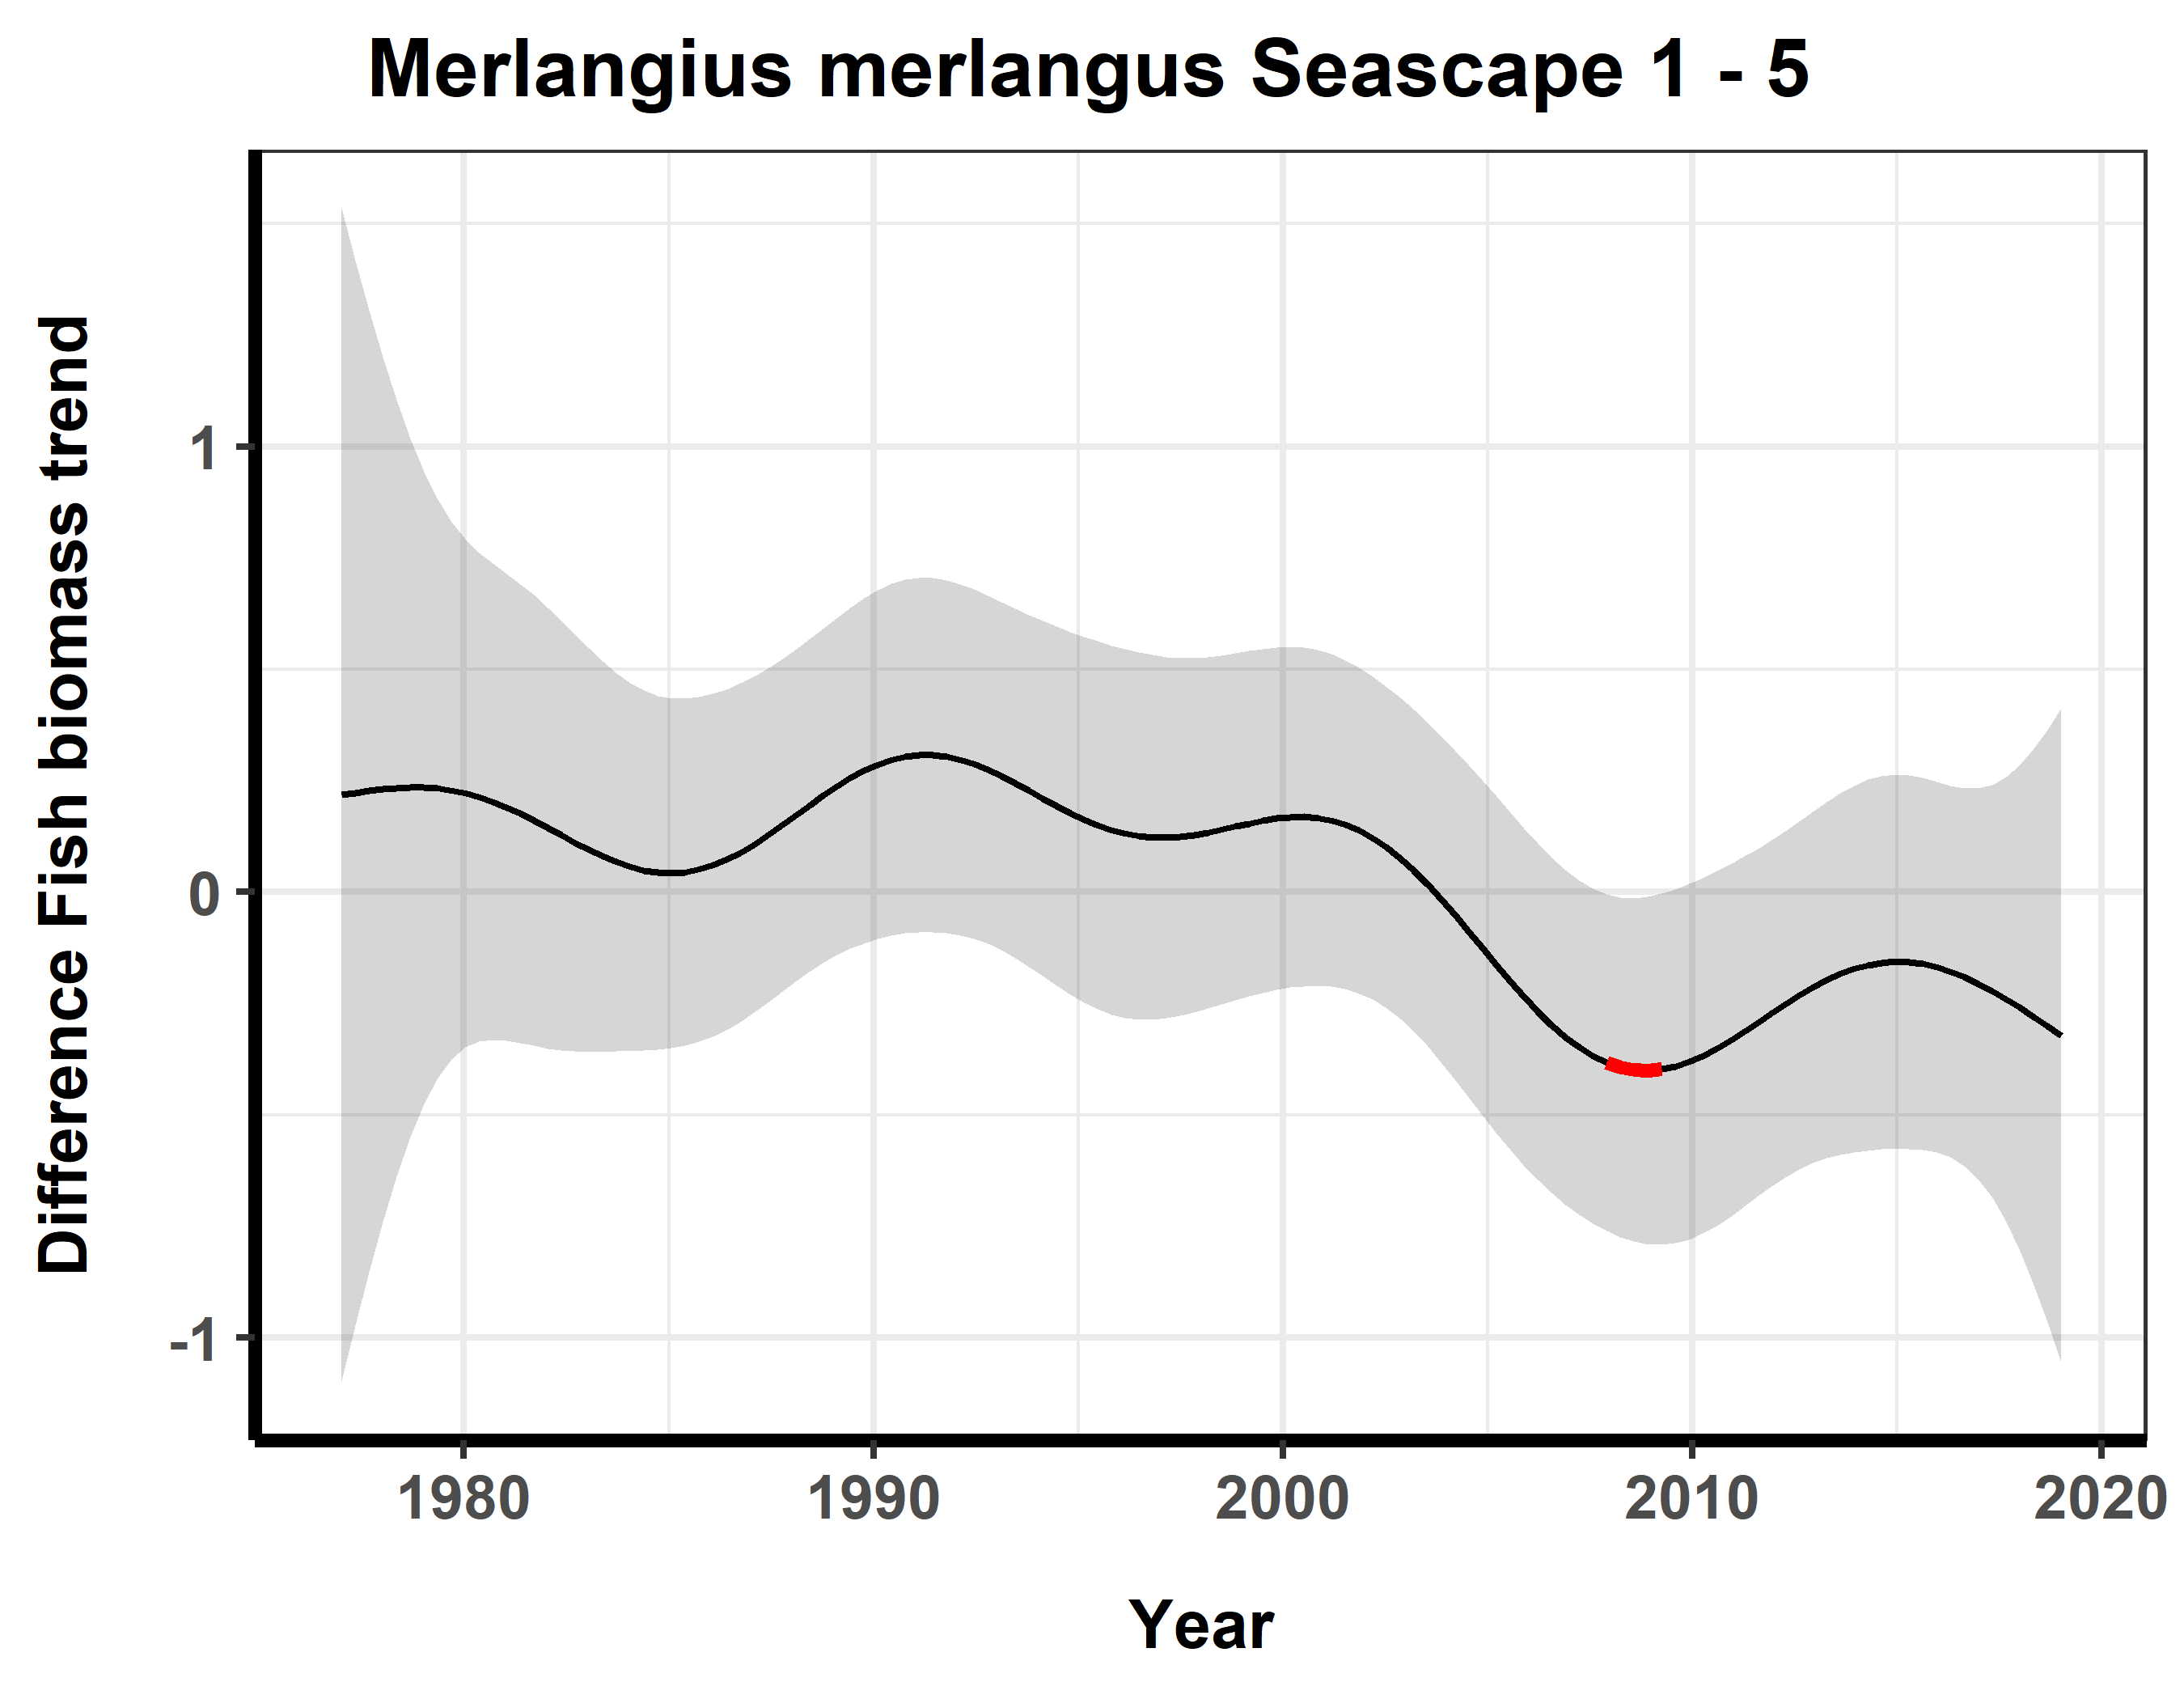 Merlangius merlangus Seascape 1 - 5
Difference Fish biomass trend
1
0
-1
1980 1990 2000 2010 2020
Year